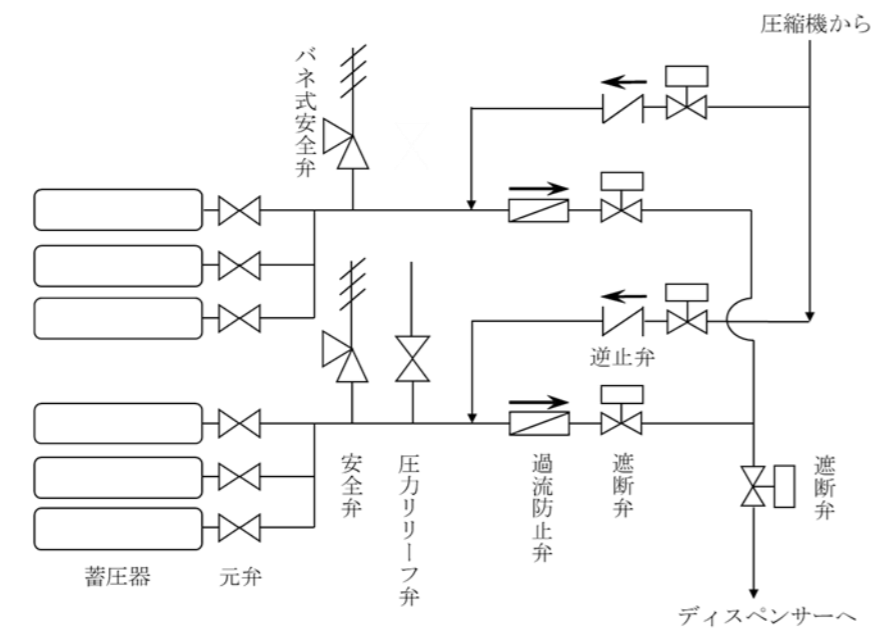 圧縮機から
バネ式安全弁
逆止弁
安全弁
圧力リリーフ弁
過流防止弁
遮断弁
遮断弁
蓄圧器
元弁
ディスペンサーへ